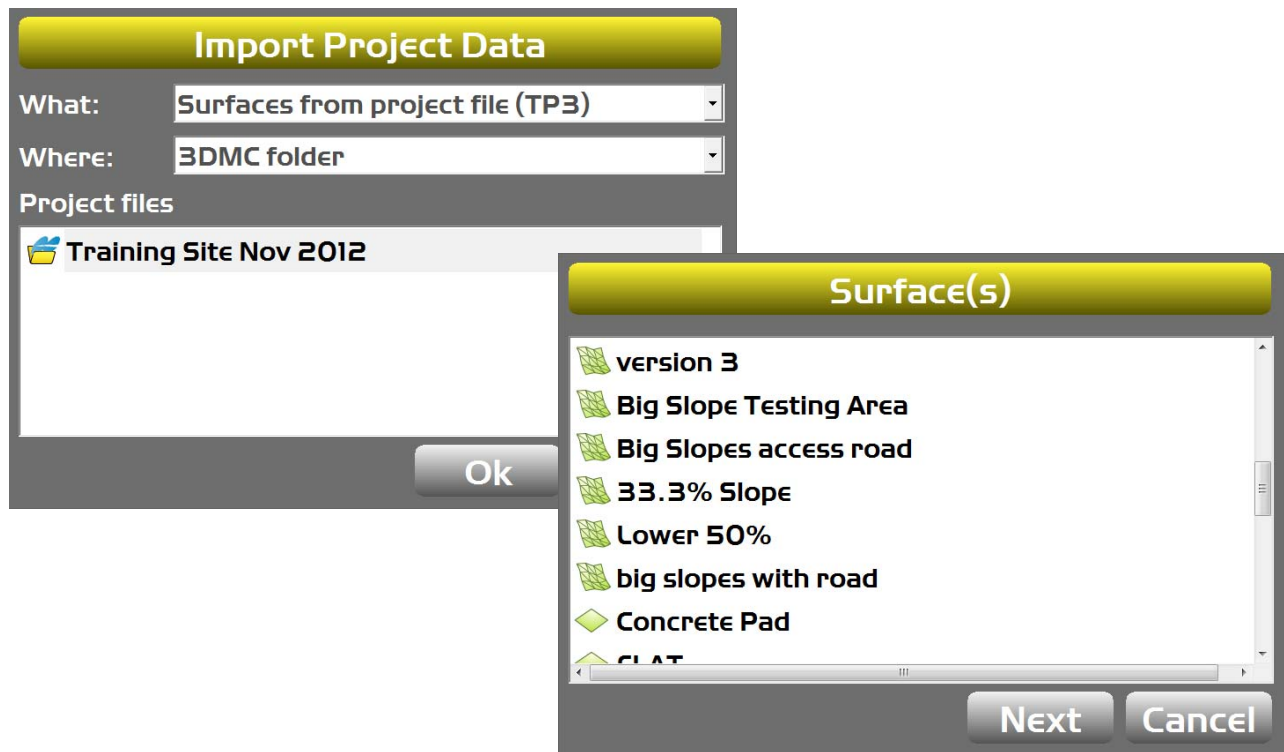 Import Project Data
What: Surfaces from project file (TP3)
Where: 3DMC folder
Project files
Training Site Nov 2012
Ok
Surface(s)
version 3
Big Slope Testing Area
Big Slopes access road
33.3% Slope
Lower 50%
big slopes with road
Concrete Pad
FLAT
Next Cancel